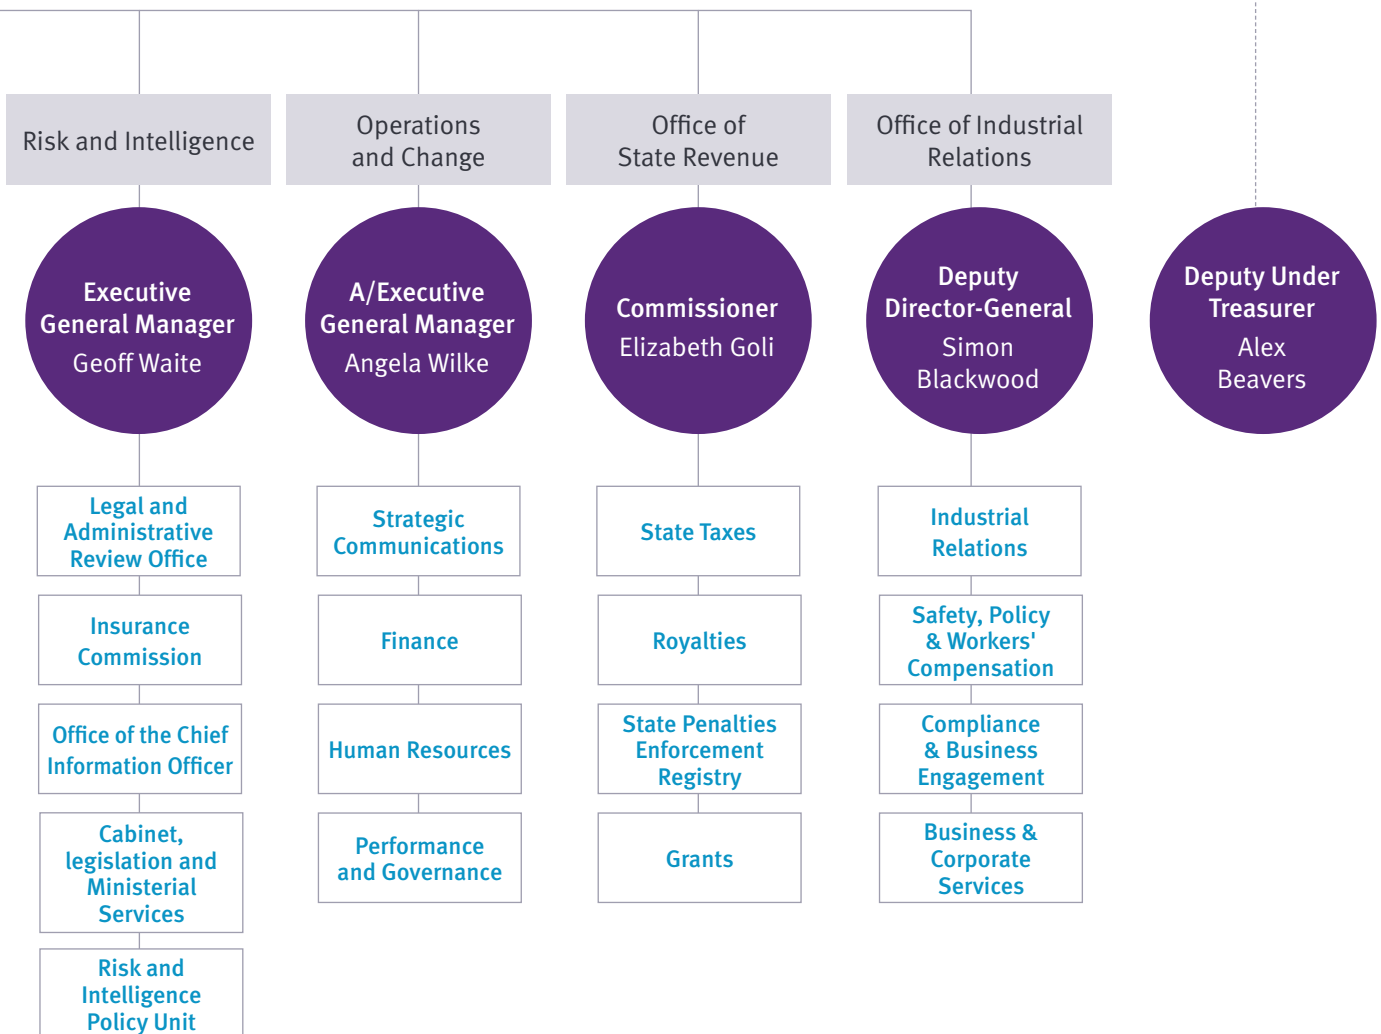 Risk and Intelligence
Operations
and Change
Office of
State Revenue
Office of Industrial
Relations
Executive
General Manager
Geoff Waite
A/Executive
General Manager
Angela Wilke
Commissioner
Elizabeth Goli
Deputy
Director-General
Simon
Blackwood
Deputy Under
Treasurer
Alex
Beavers
Legal and
Administrative
Review Office
Insurance
Commission
Office of the Chief
Information Officer
Cabinet,
legislation and
Ministerial
Services
Risk and
Intelligence
Policy Unit
Strategic
Communications
Finance
Human Resources
Performance
and Governance
State Taxes
Royalties
State Penalties
Enforcement
Registry
Grants
Industrial
Relations
Safety, Policy
& Workers'
Compensation
Compliance
& Business
Engagement
Business &
Corporate
Services